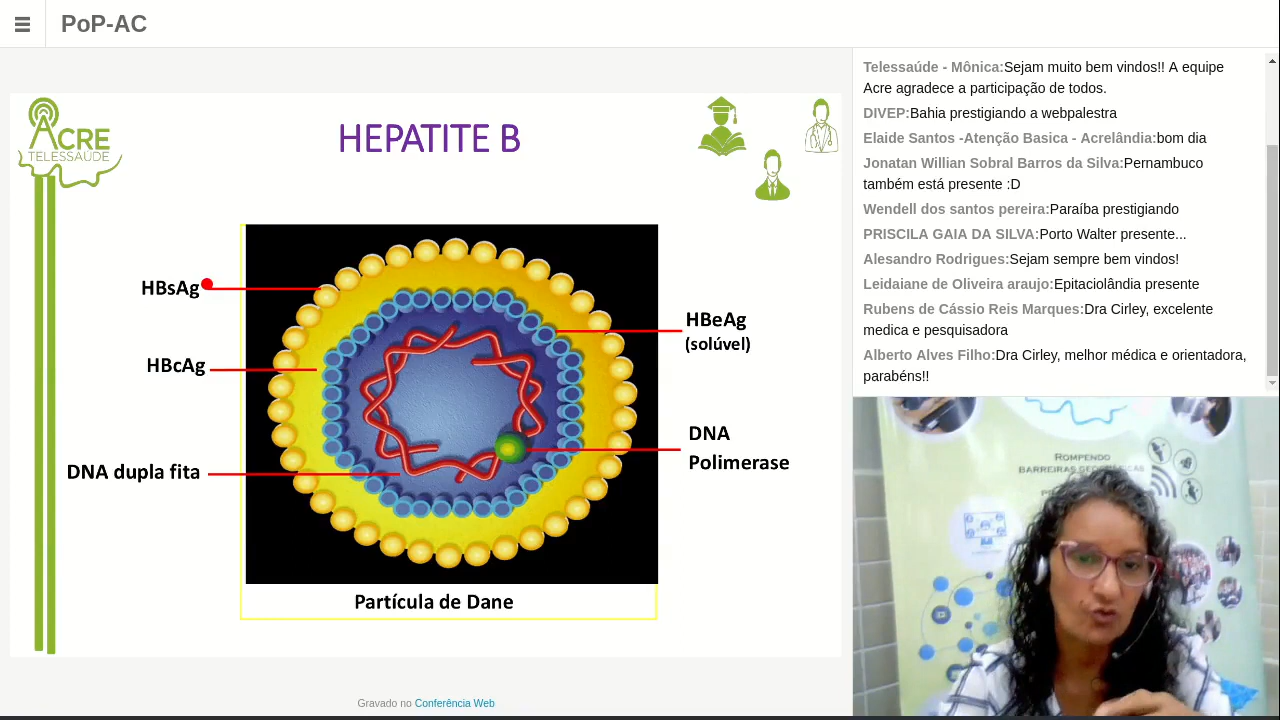 PoP-AC
ACRE
TELESSAÚDE
HEPATITE B
HBsAg
HBcAg
DNA dupla fita
HBeAg
(solúvel)
DNA
Polimerase
Partícula de Dane
Gravado no Conferência Web
Telessaúde - Mônica:Sejam muito bem vindos!! A equipe
Acre agradece a participação de todos.
DIVEP:Bahia prestigiando a webpalestra
Elaide Santos -Atenção Basica - Acrelândia:bom dia
Jonatan Willian Sobral Barros da Silva:Pernambuco
também está presente :D
Wendell dos santos pereira:Paraíba prestigiando
PRISCILA GAIA DA SILVA:Porto Walter presente...
Alesandro Rodrigues:Sejam sempre bem vindos!
Leidaiane de Oliveira araujo:Epitaciolândia presente
Rubens de Cássio Reis Marques:Dra Cirley, excelente
medica e pesquisadora
Alberto Alves Filho:Dra Cirley, melhor médica e orientadora,
parabéns!!
Rompendo
barreiras